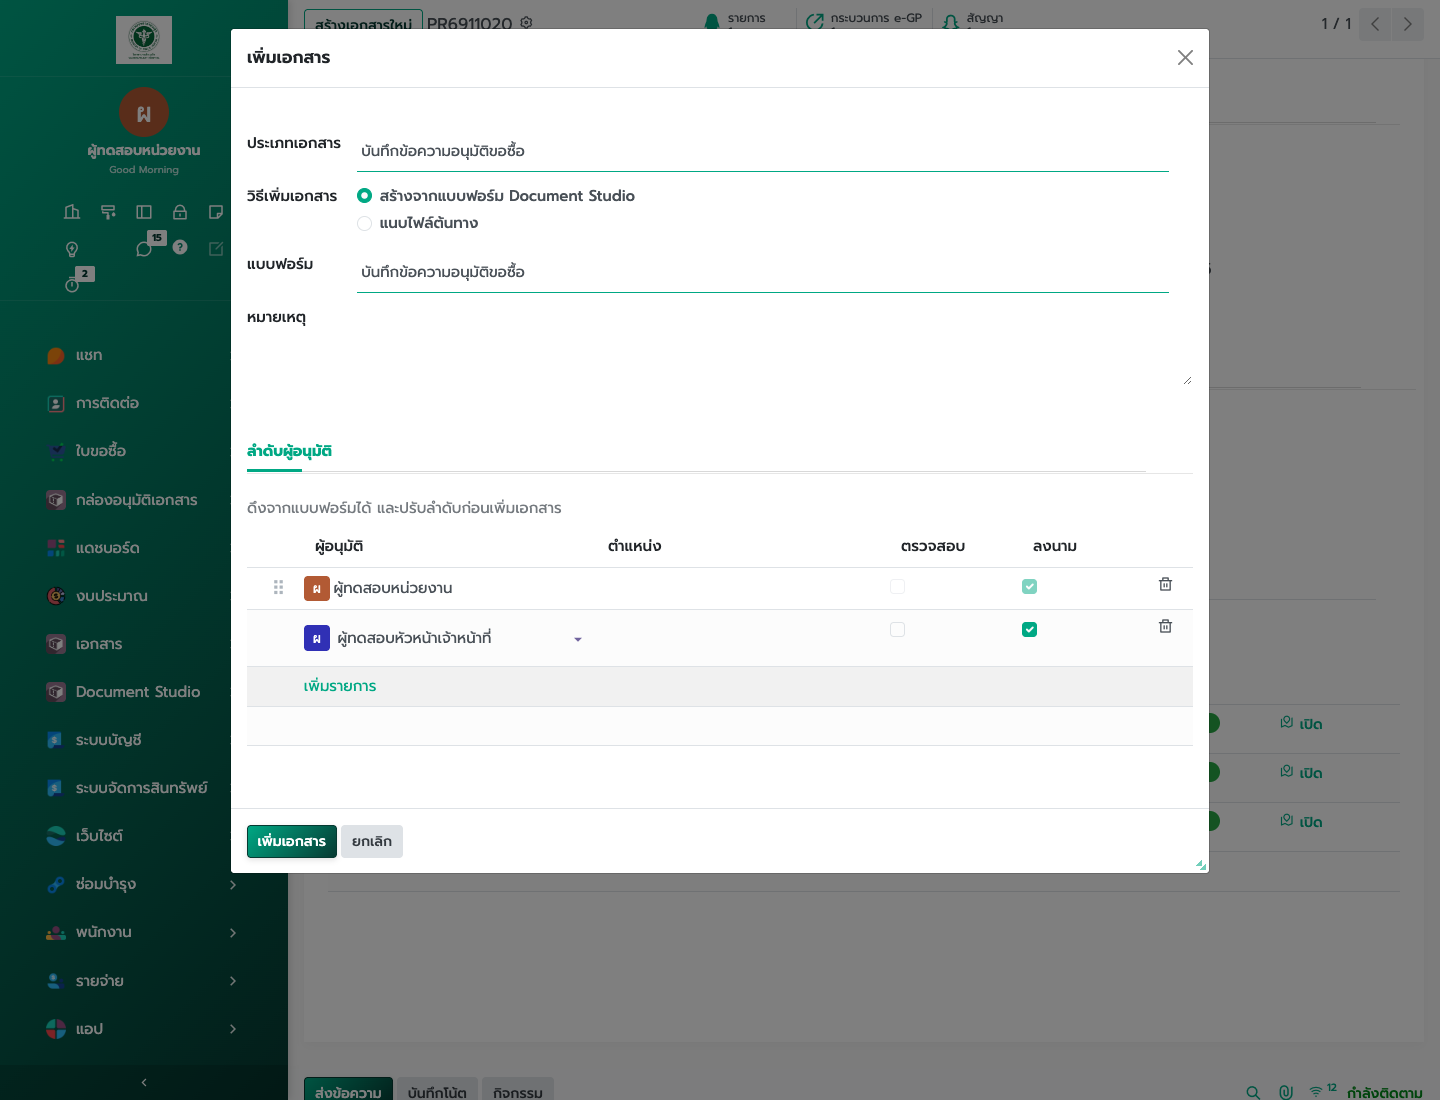 สร้างเอกสารใหม่ PR6911020 รายการ กระบวนการ e-GP สัญญา 1 / 1
เพิ่มเอกสาร
ผ
ผู้ทดสอบหน่วยงาน
Good Morning
15
2
ประเภทเอกสาร บันทึกข้อความอนุมัติขอซื้อ
วิธีเพิ่มเอกสาร สร้างจากแบบฟอร์ม Document Studio
แนบไฟล์ต้นทาง
แบบฟอร์ม บันทึกข้อความอนุมัติขอซื้อ
หมายเหตุ
แชท
การติดต่อ
ใบขอซื้อ
กล่องอนุมัติเอกสาร
แดชบอร์ด
งบประมาณ
เอกสาร
Document Studio
ระบบบัญชี
ระบบจัดการสินทรัพย์
เว็บไซต์
ซ่อมบำรุง
พนักงาน
รายจ่าย
แอป
ลำดับผู้อนุมัติ
ดึงจากแบบฟอร์มได้ และปรับลำดับก่อนเพิ่มเอกสาร
ผู้อนุมัติ ตำแหน่ง ตรวจสอบ ลงนาม
ผ ผู้ทดสอบหน่วยงาน
ผ ผู้ทดสอบหัวหน้าเจ้าหน้าที่
เพิ่มรายการ
เปิด
เปิด
เปิด
เพิ่มเอกสาร ยกเลิก
ส่งข้อความ บันทึกโน้ต กิจกรรม 12 กำลังติดตาม